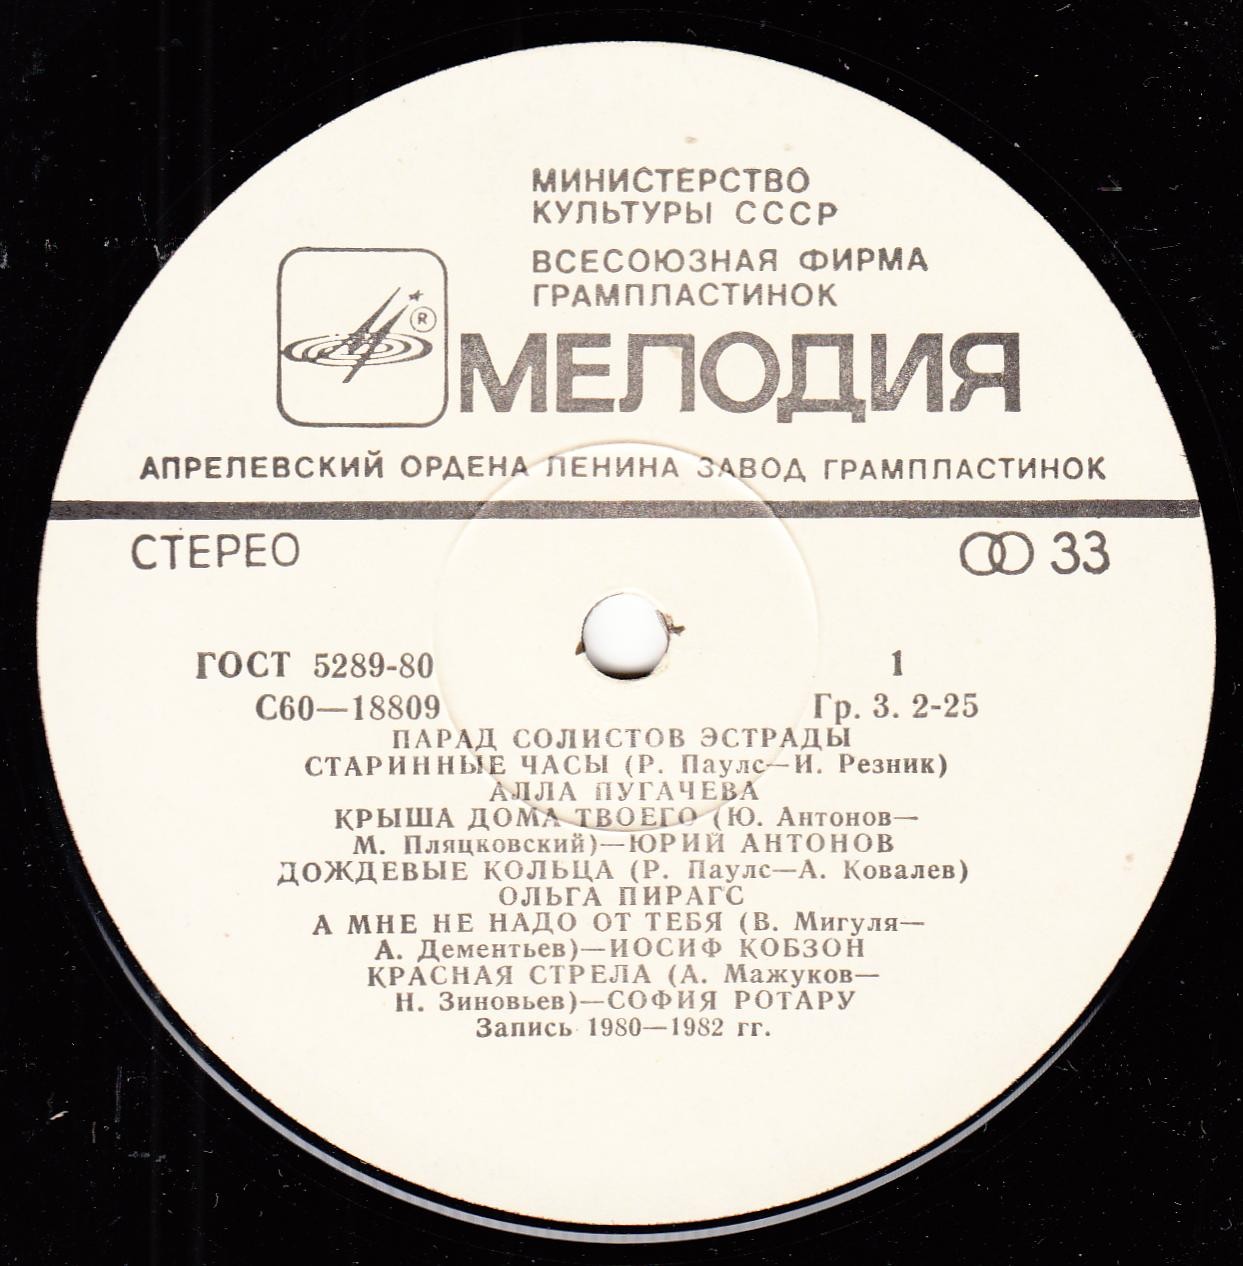 МИНИСТЕРСТВО
КУЛЬТУРЫ СССР
ВСЕСОЮЗНАЯ ФИРМА
ГРАМПЛАСТИНОК
®
МЕЛОДИЯ
АПРЕЛЕВСКИЙ ОРДЕНА ЛЕНИНА ЗАВОД ГРАМПЛАСТИНОК
СТЕРЕО 33
ГОСТ 5289-80 1
С60—18809 Гр. 3. 2-25
ПАРАД СОЛИСТОВ ЭСТРАДЫ
СТАРИННЫЕ ЧАСЫ (Р. Паулс—И. Резник)
АЛЛА ПУГАЧЕВА
КРЫША ДОМА ТВОЕГО (Ю. Антонов—
М. Пляцковский)—ЮРИЙ АНТОНОВ
ДОЖДЕВЫЕ КОЛЬЦА (Р. Паулс—А. Ковалев)
ОЛЬГА ПИРАГС
А МНЕ НЕ НАДО ОТ ТЕБЯ (В. Мигуля—
А. Дементьев)—ИОСИФ КОБЗОН
КРАСНАЯ СТРЕЛА (А. Мажуков—
Н. Зиновьев)—СОФИЯ РОТАРУ
Запись 1980—1982 гг.